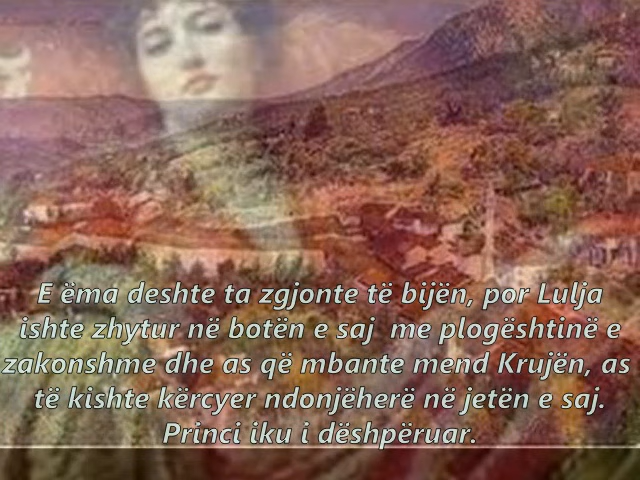 E ëma deshte ta zgjonte të bijën, por Lulja
ishte zhytur në botën e saj me plogështinë e
zakonshme dhe as që mbante mend Krujën, as
të kishte kërcyer ndonjëherë në jetën e saj.
Princi iku i dëshpëruar.